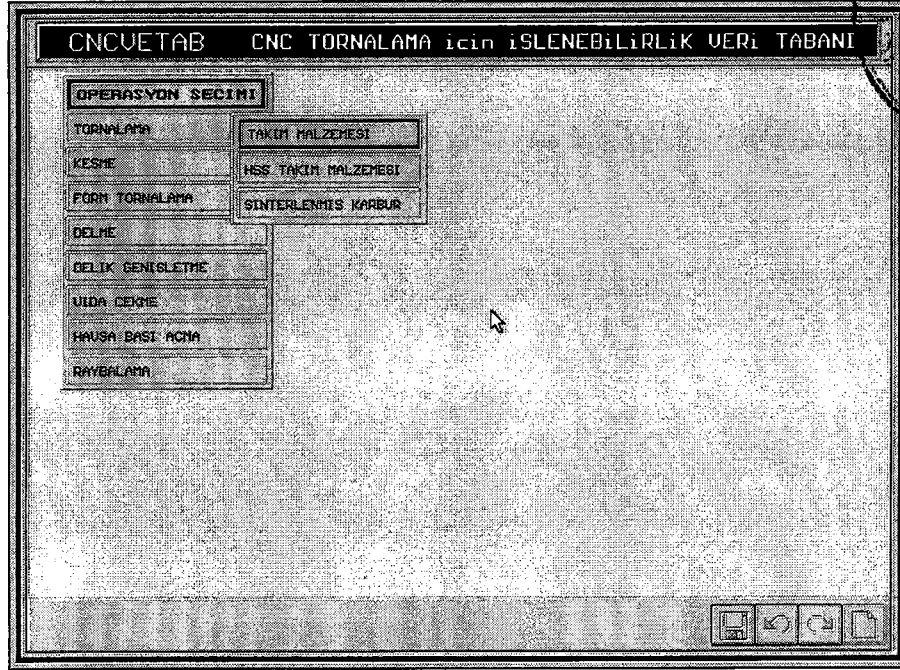 CNCVETAB CNC TORNALAMA icin iSLENEBiLiRLiK VERi TABANI
OPERASYON SECIMI
TORNALAMA
KESME
FORM TORNALAMA
DELME
DELIK GENISLETME
VIDA CEKME
HAVSA BASI ACMA
RAYBALAMA
TAKIM MALZEMESI
HSS TAKIM MALZEMESI
SINTERLENMIS KARBUR